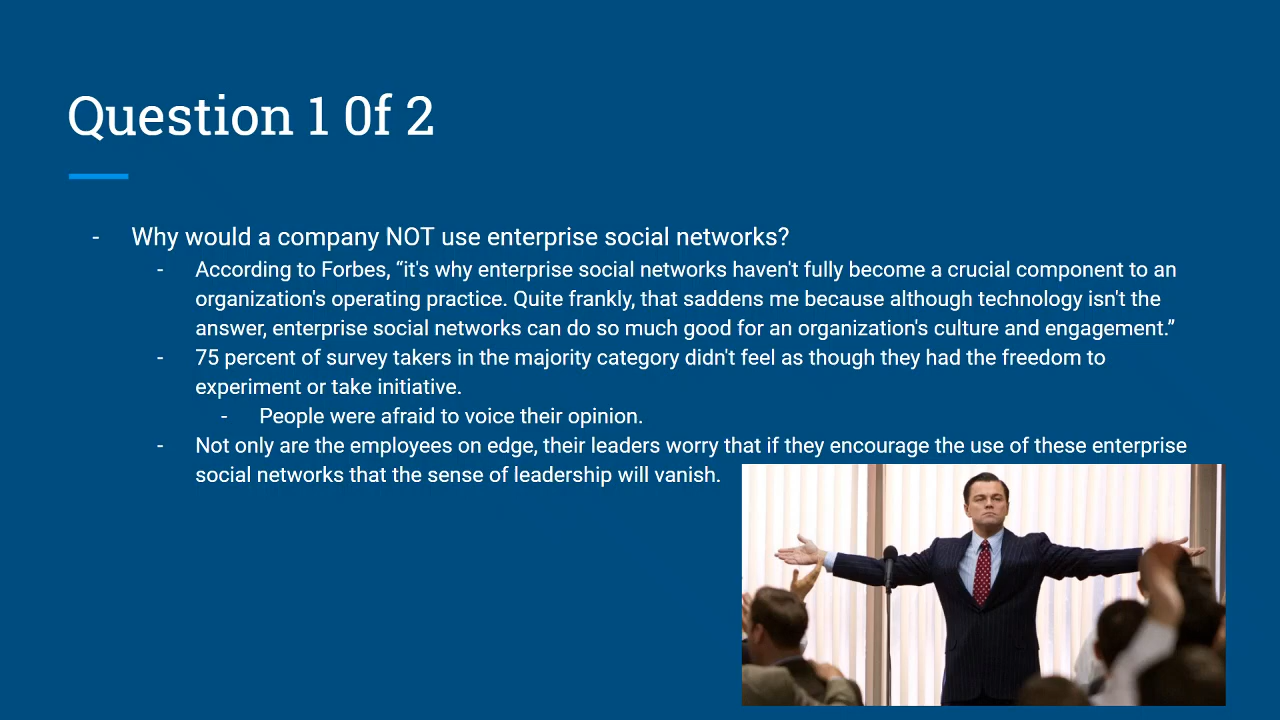 Question 1 0f 2
- Why would a company NOT use enterprise social networks?
- According to Forbes, “it's why enterprise social networks haven't fully become a crucial component to an
organization's operating practice. Quite frankly, that saddens me because although technology isn't the
answer, enterprise social networks can do so much good for an organization's culture and engagement.”
- 75 percent of survey takers in the majority category didn't feel as though they had the freedom to
experiment or take initiative.
- People were afraid to voice their opinion.
- Not only are the employees on edge, their leaders worry that if they encourage the use of these enterprise
social networks that the sense of leadership will vanish.